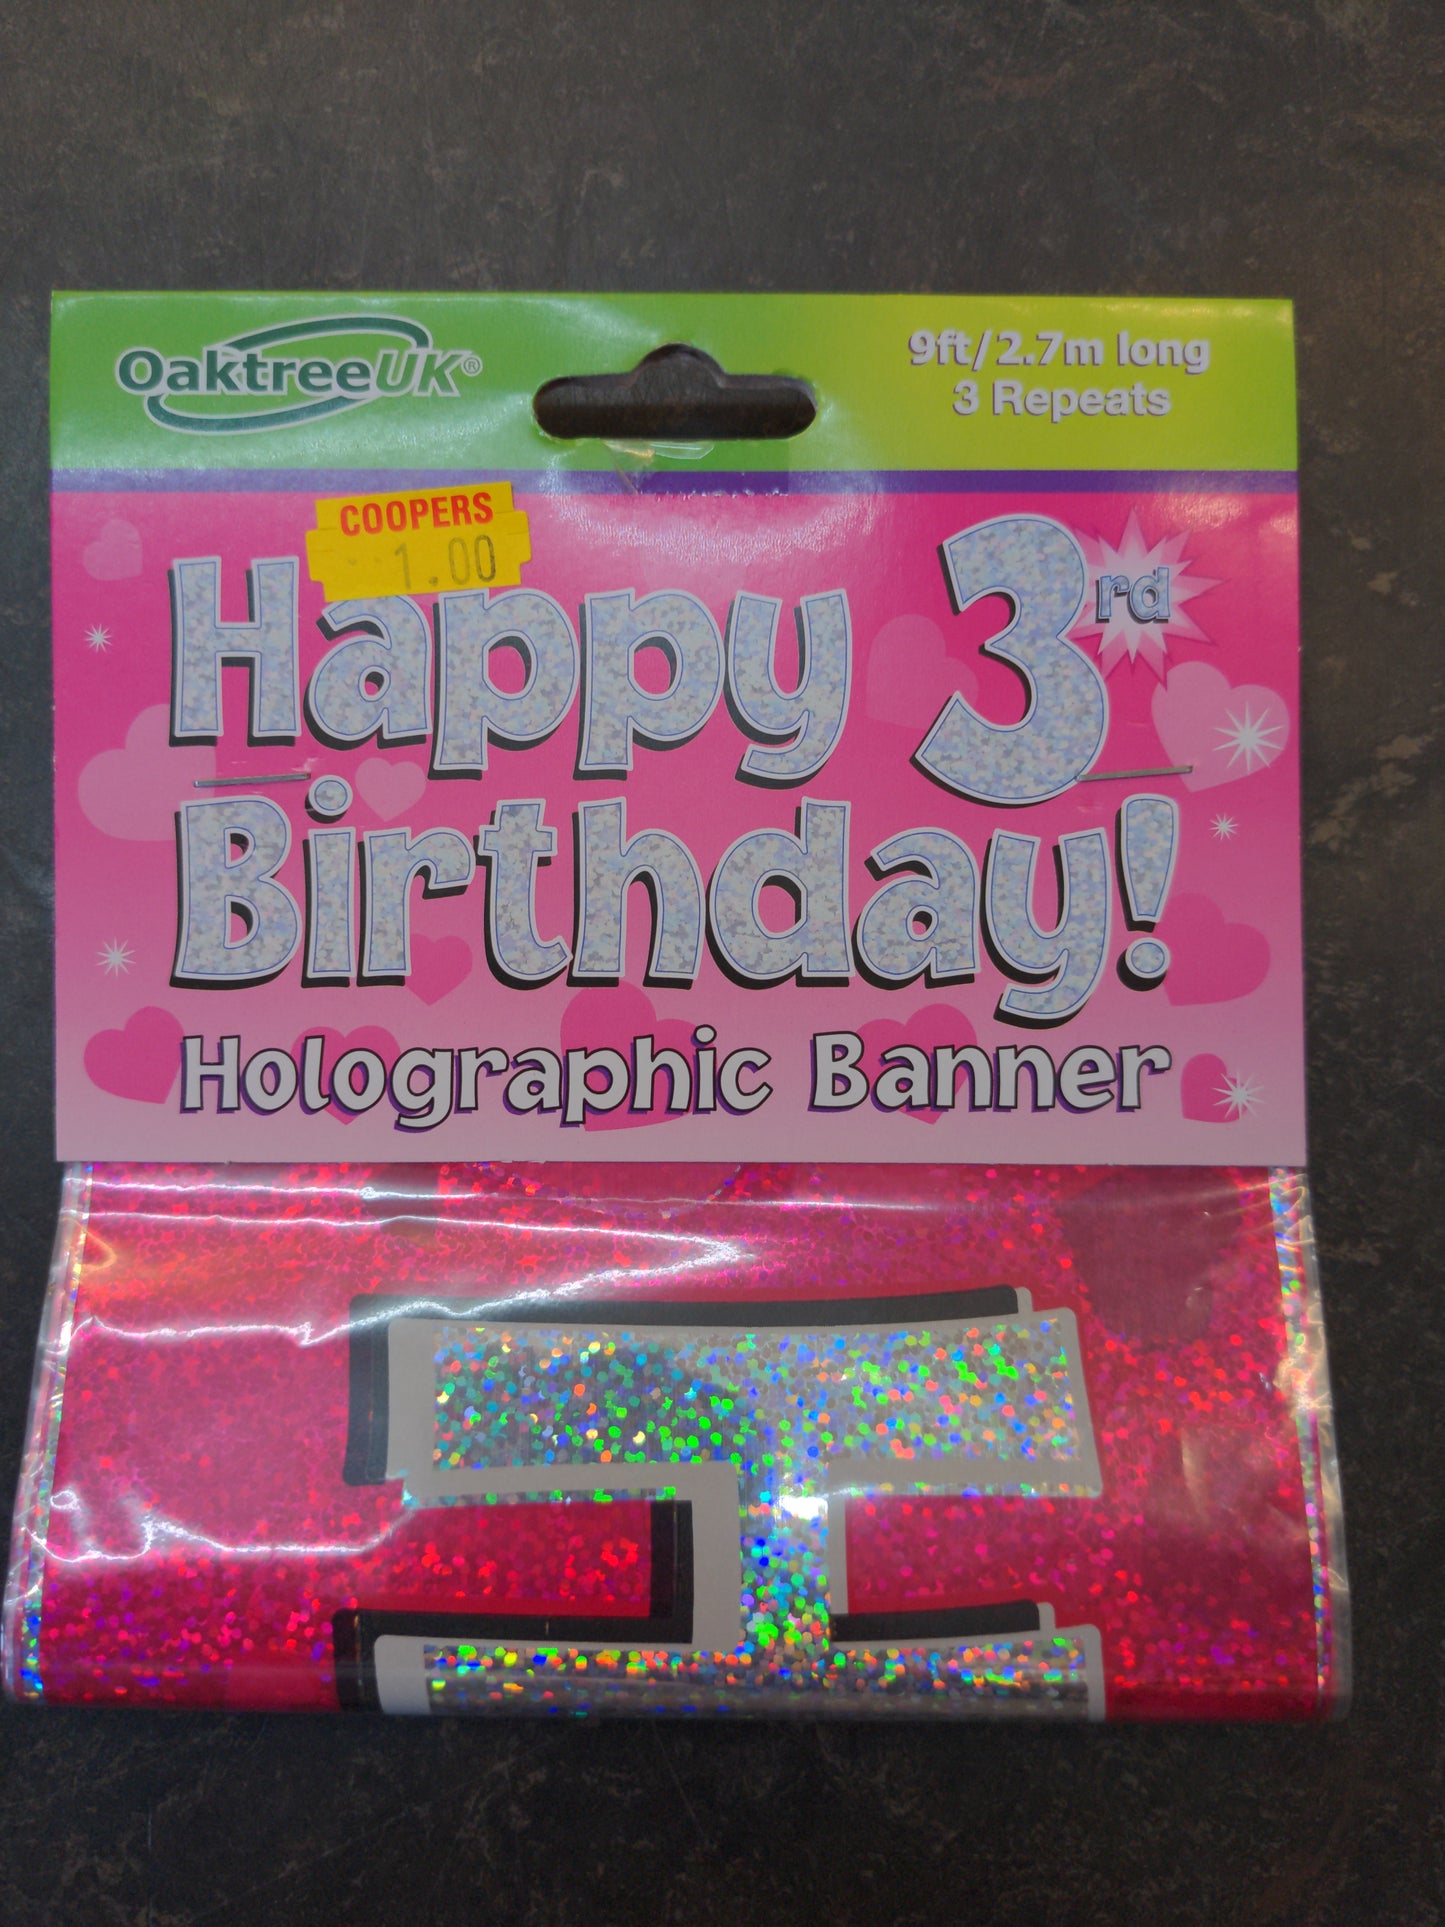 OaktreeUK®
9ft/2.7m long
3 Repeats
COOPERS
1.00
Happy 3rd
Birthday!
Holographic Banner
H